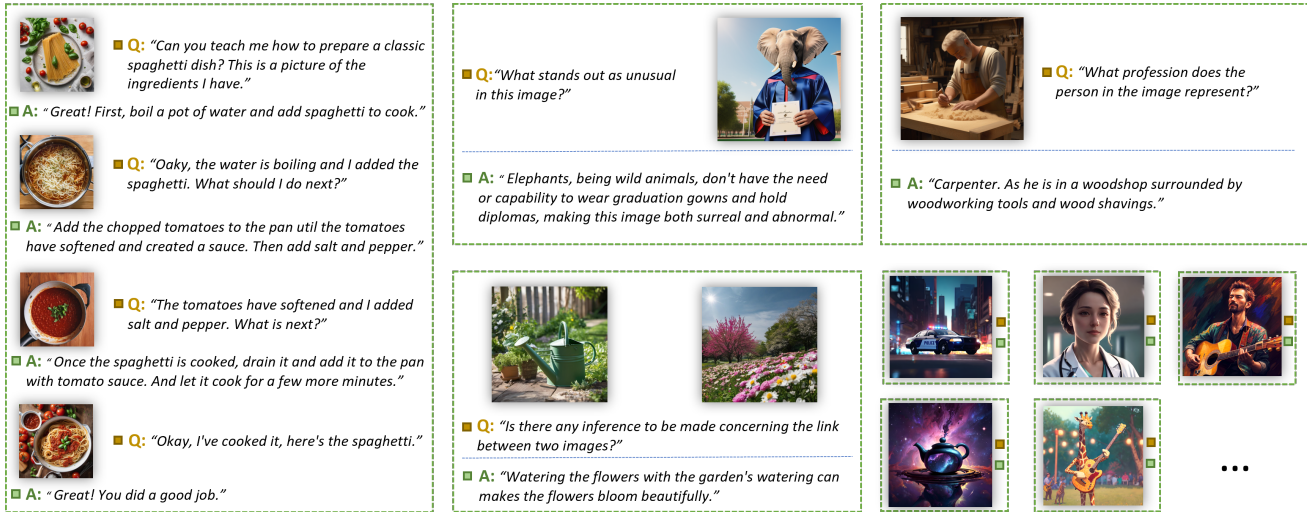 Q: “Can you teach me how to prepare a classic
spaghetti dish? This is a picture of the
ingredients I have.”
A: “Great! First, boil a pot of water and add spaghetti to cook.”
Q: “Oaky, the water is boiling and I added the
spaghetti. What should I do next?”
A: “Add the chopped tomatoes to the pan util the tomatoes
have softened and created a sauce. Then add salt and pepper.”
Q: “The tomatoes have softened and I added
salt and pepper. What is next?”
A: “Once the spaghetti is cooked, drain it and add it to the pan
with tomato sauce. And let it cook for a few more minutes.”
Q: “Okay, I've cooked it, here's the spaghetti.”
A: “Great! You did a good job.”
Q:“What stands out as unusual
in this image?”
A: “ Elephants, being wild animals, don't have the need
or capability to wear graduation gowns and hold
diplomas, making this image both surreal and abnormal.”
Q: “What profession does the
person in the image represent?”
A: “Carpenter. As he is in a woodshop surrounded by
woodworking tools and wood shavings.”
Q: “Is there any inference to be made concerning the link
between two images?”
A: “Watering the flowers with the garden's watering can
makes the flowers bloom beautifully.”
...